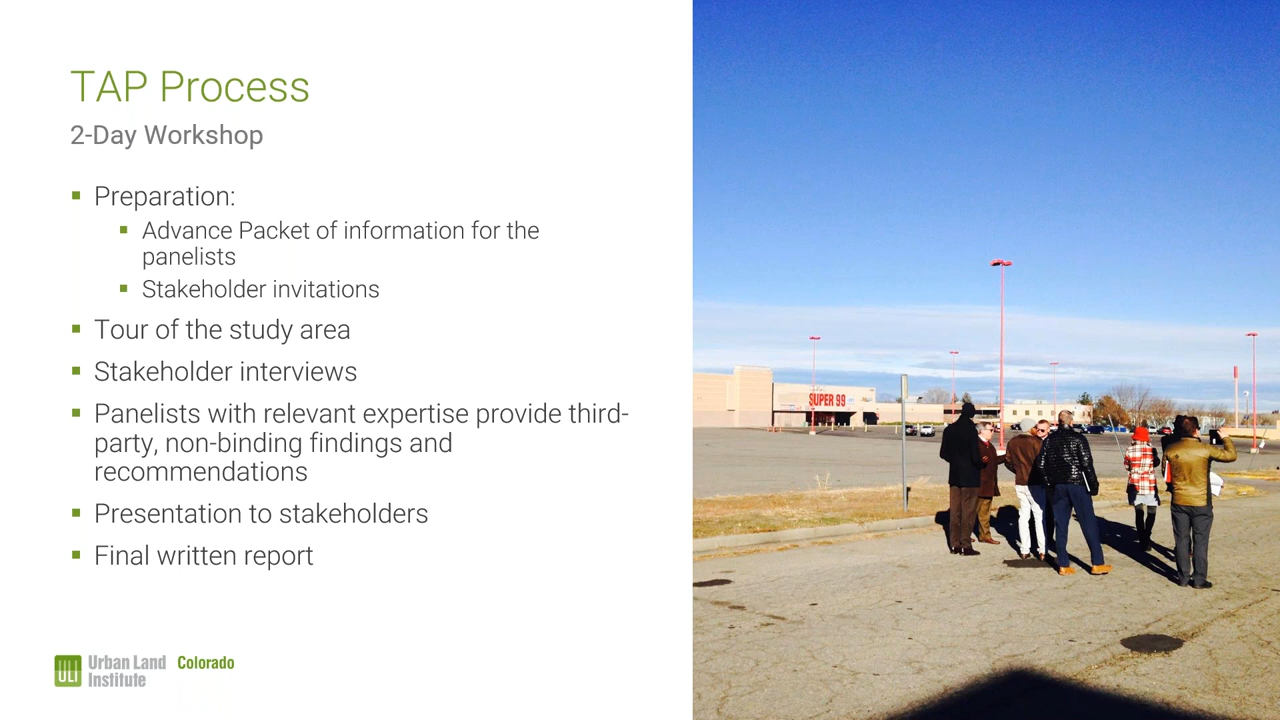 TAP Process
2-Day Workshop
Preparation:
Advance Packet of information for the
panelists
Stakeholder invitations
Tour of the study area
Stakeholder interviews
Panelists with relevant expertise provide third-
party, non-binding findings and
recommendations
Presentation to stakeholders
Final written report
SUPER 99
ULI
Urban Land
Institute
Colorado